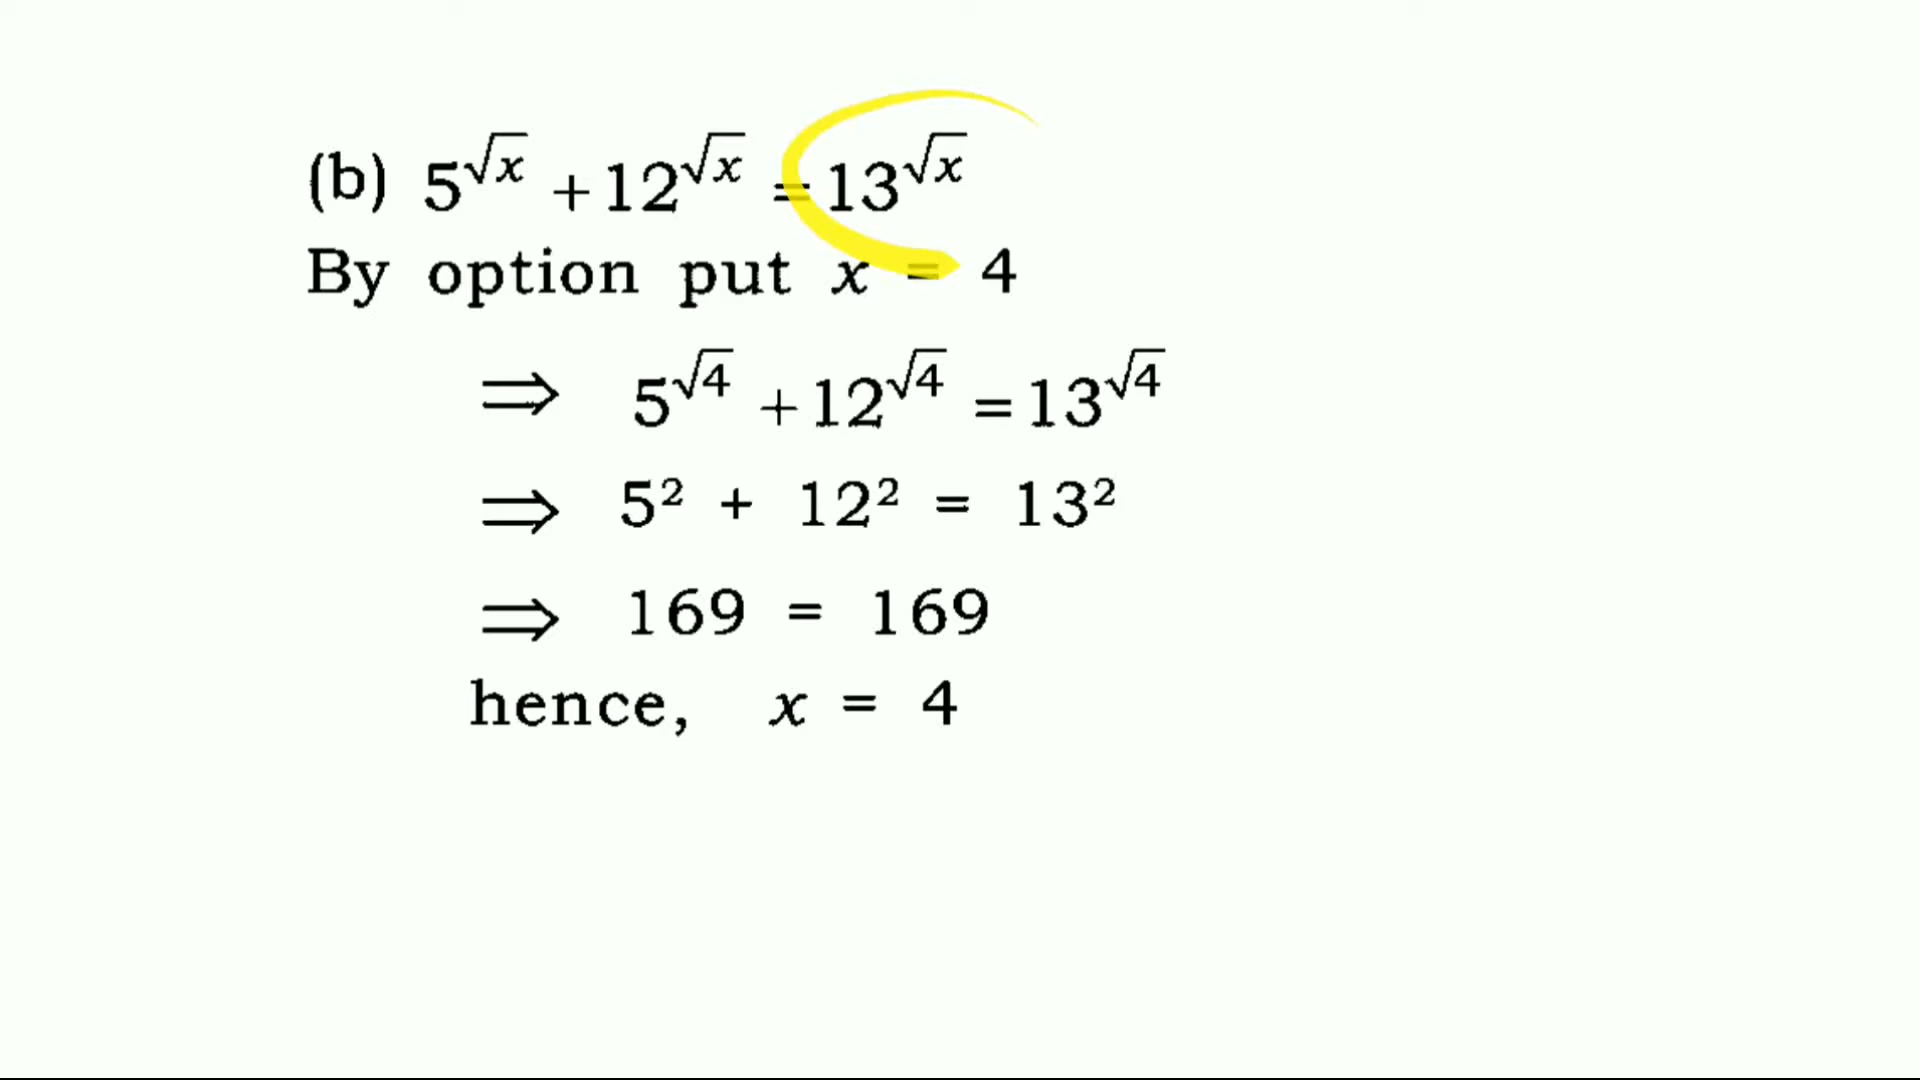 (b) 5^√x + 12^√x = 13^√x
By option put x = 4
⇒ 5^√4 + 12^√4 = 13^√4
⇒ 5² + 12² = 13²
⇒ 169 = 169
hence, x = 4